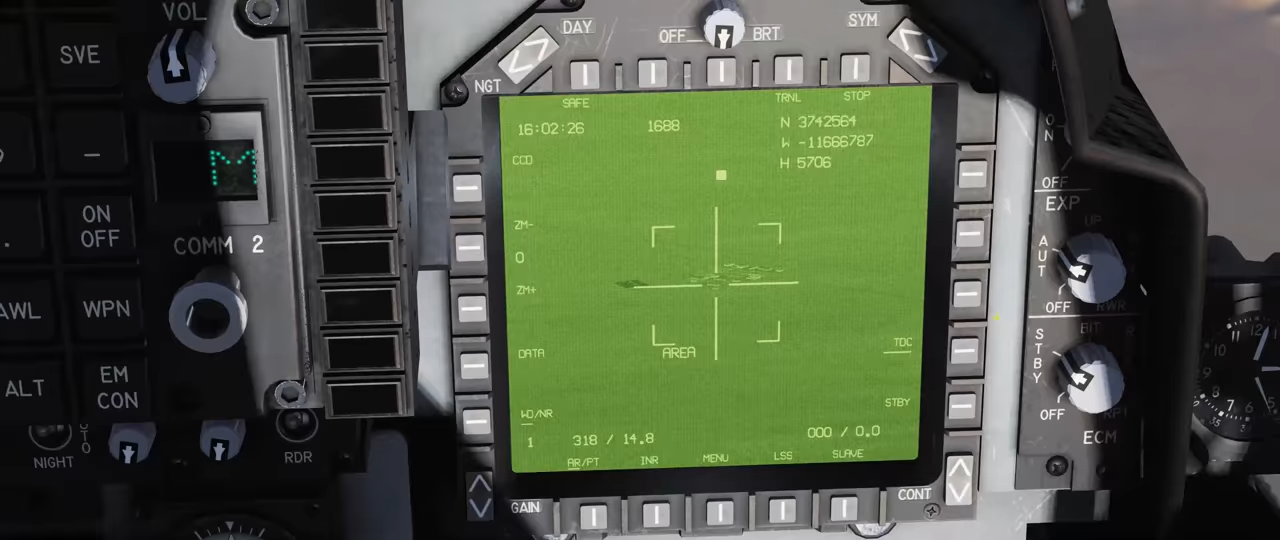 VOL
SVE
ON
OFF
COMM 2
WPN
ALT
EM
CON
NIGHT
RDR
M
DAY
NGT
OFF
BRT
SYM
SAFE
TRNL
STOP
16:02:26
1688
N 3742564
W -11666787
H 5706
CCD
ZM-
0
ZM+
DATA
AREA
TDC
WD/NR
1
318 / 14.8
STBY
000 / 0.0
AR/PT
INR
MENU
LSS
SLAVE
GAIN
CONT
OFF
EXP
UP
AUT
OFF
RWR
BIT
STBY
OFF
RPT
ECM